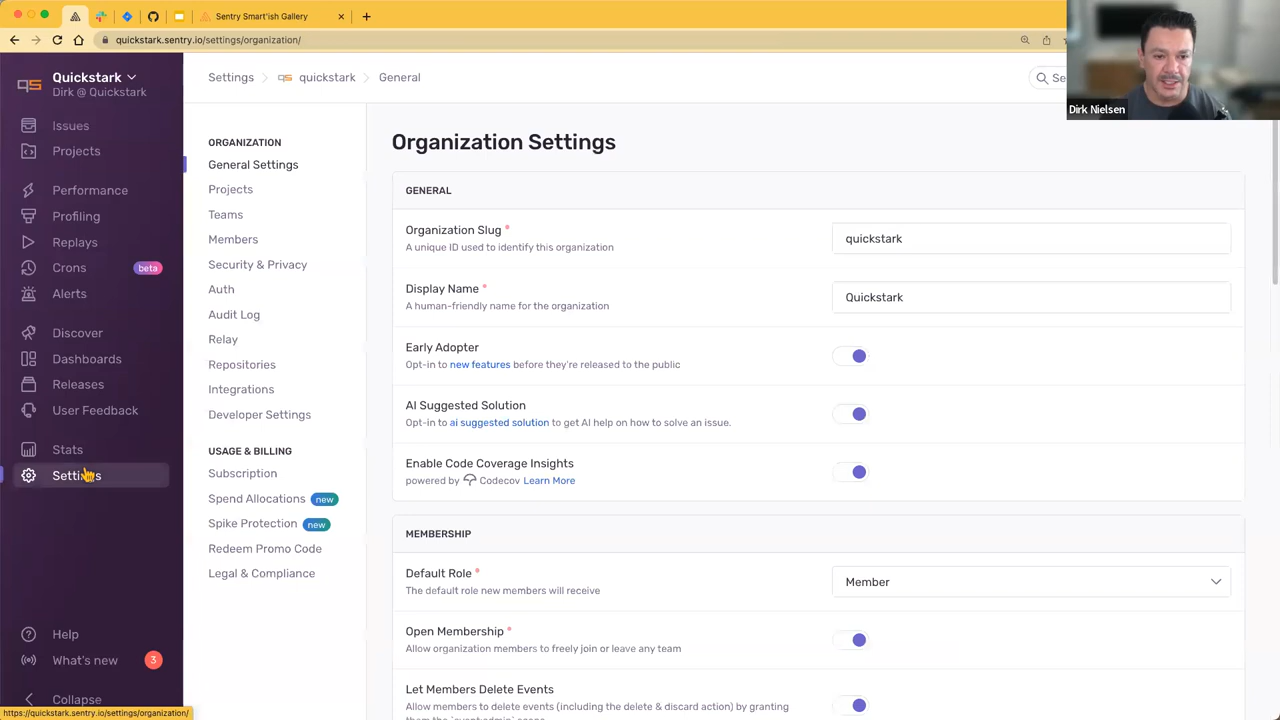 Sentry Smart'ish Gallery
quickstark.sentry.io/settings/organization/
Dirk Nielsen
Quickstark
Dirk @ Quickstark
Issues
Projects
Performance
Profiling
Replays
Crons
beta
Alerts
Discover
Dashboards
Releases
User Feedback
Stats
Settings
Help
What's new
3
Collapse
https://quickstark.sentry.io/settings/organization/
Settings
quickstark
General
ORGANIZATION
General Settings
Projects
Teams
Members
Security & Privacy
Auth
Audit Log
Relay
Repositories
Integrations
Developer Settings
USAGE & BILLING
Subscription
Spend Allocations new
Spike Protection new
Redeem Promo Code
Legal & Compliance
Organization Settings
GENERAL
Organization Slug *
A unique ID used to identify this organization
quickstark
Display Name *
A human-friendly name for the organization
Quickstark
Early Adopter
Opt-in to new features before they're released to the public
AI Suggested Solution
Opt-in to ai suggested solution to get AI help on how to solve an issue.
Enable Code Coverage Insights
powered by Codecov Learn More
MEMBERSHIP
Default Role *
The default role new members will receive
Member
Open Membership *
Allow organization members to freely join or leave any team
Let Members Delete Events
Allow members to delete events (including the delete & discard action) by granting